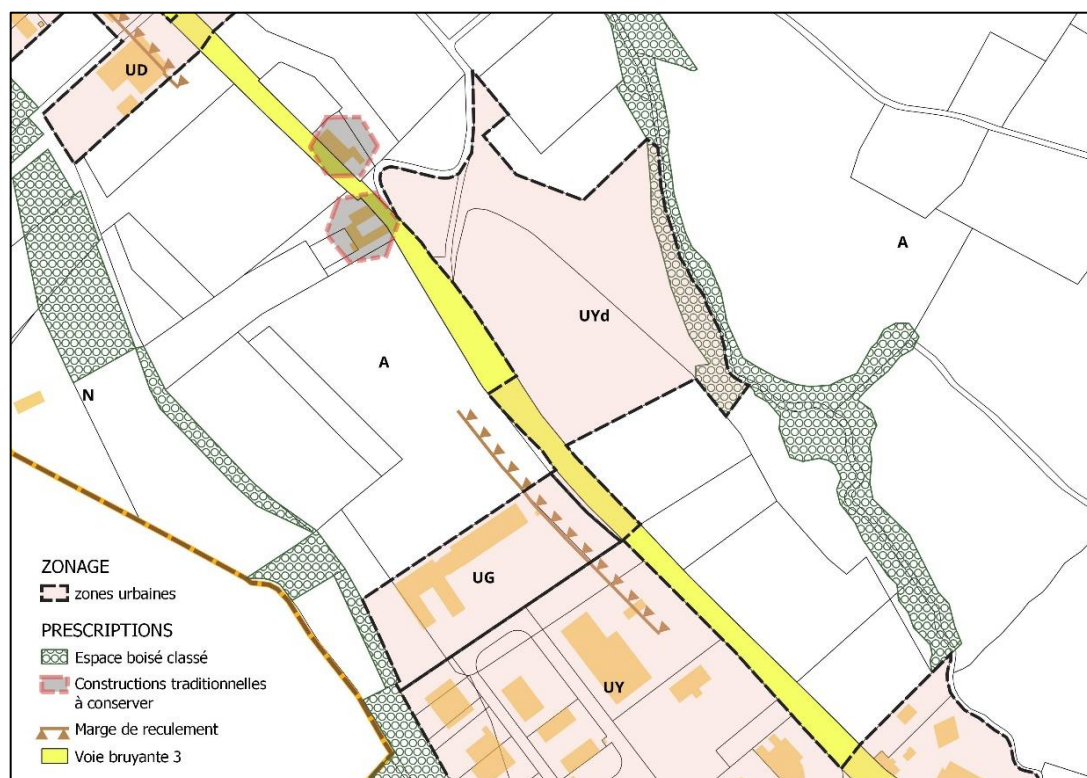 UD
A
UYd
A
N
UG
UY
ZONAGE
zones urbaines
PRESCRIPTIONS
Espace boisé classé
Constructions traditionnelles
à conserver
Marge de reculement
Voie bruyante 3